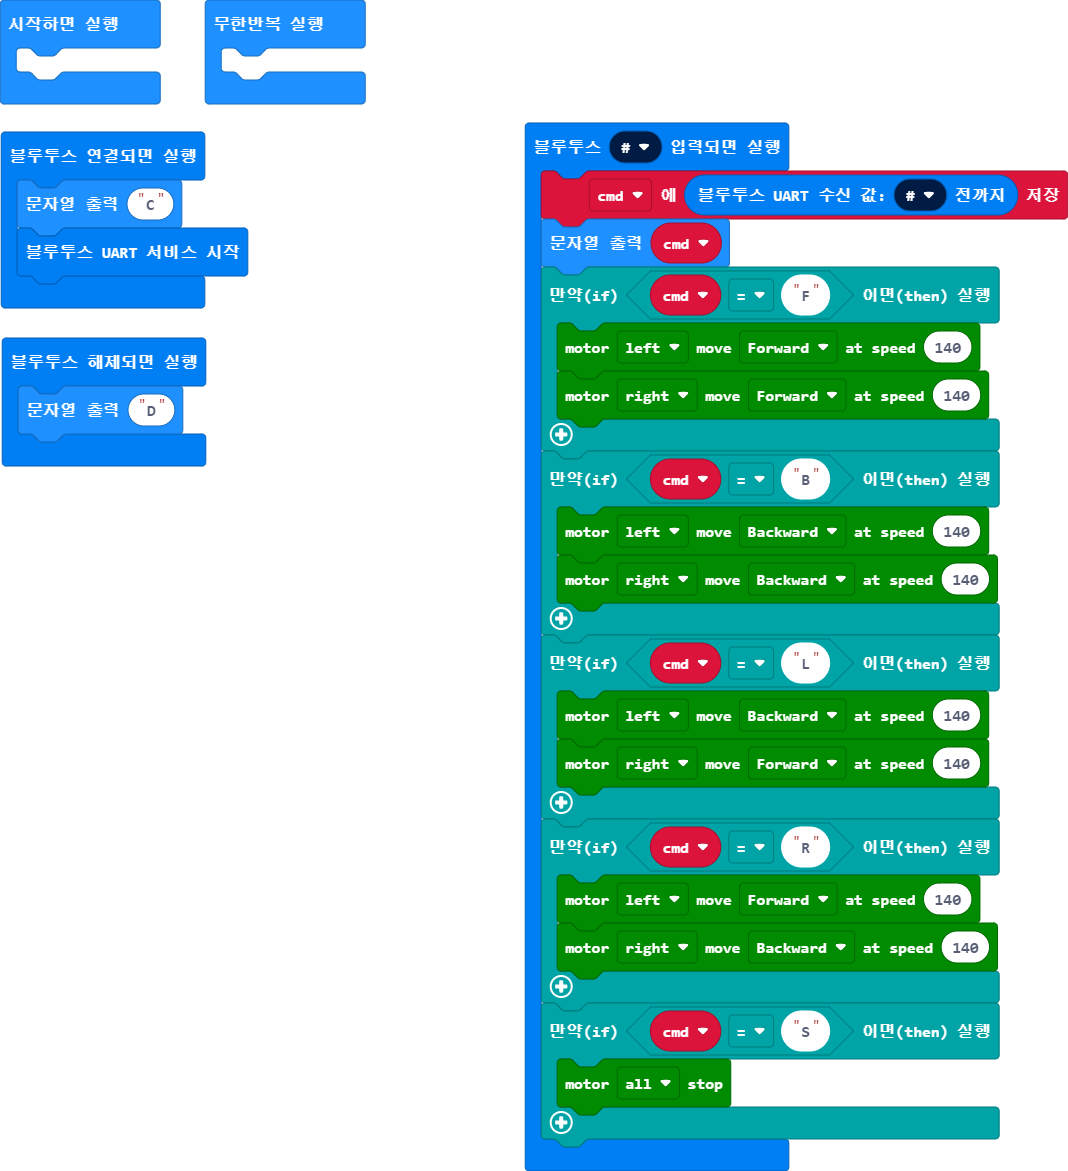 시작하면 실행
무한반복 실행
블루투스 연결되면 실행
문자열 출력 "C"
블루투스 UART 서비스 시작
블루투스 해제되면 실행
문자열 출력 "D"
블루투스 # 입력되면 실행
cmd 에 블루투스 UART 수신 값: # 전까지 저장
문자열 출력 cmd
만약(if) cmd = "F" 이면(then) 실행
motor left move Forward at speed 140
motor right move Forward at speed 140
만약(if) cmd = "B" 이면(then) 실행
motor left move Backward at speed 140
motor right move Backward at speed 140
만약(if) cmd = "L" 이면(then) 실행
motor left move Backward at speed 140
motor right move Forward at speed 140
만약(if) cmd = "R" 이면(then) 실행
motor left move Forward at speed 140
motor right move Backward at speed 140
만약(if) cmd = "S" 이면(then) 실행
motor all stop